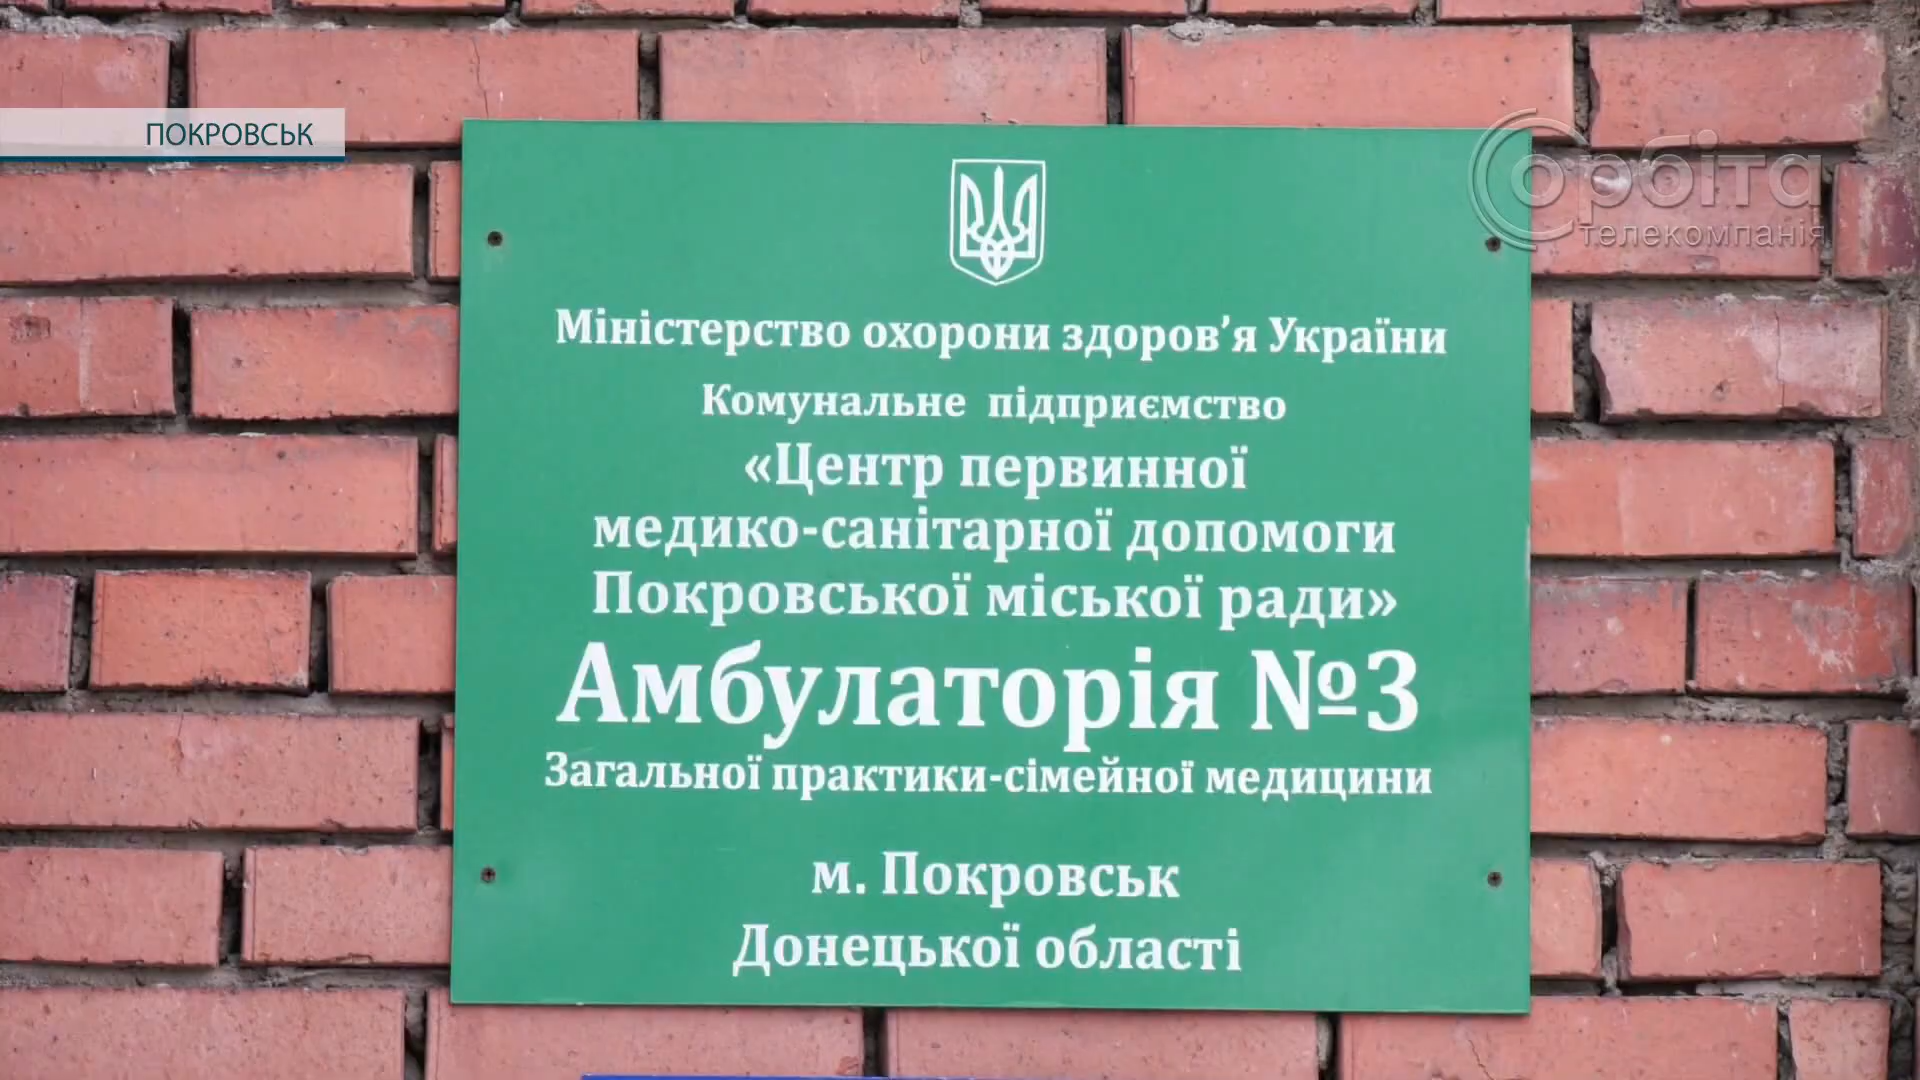 ПОКРОВСЬК
орбіта
телекомпанія
Міністерство охорони здоров’я України
Комунальне підприємство
«Центр первинної
медико-санітарної допомоги
Покровської міської ради»
Амбулаторія №3
Загальної практики-сімейної медицини
м. Покровськ
Донецької області